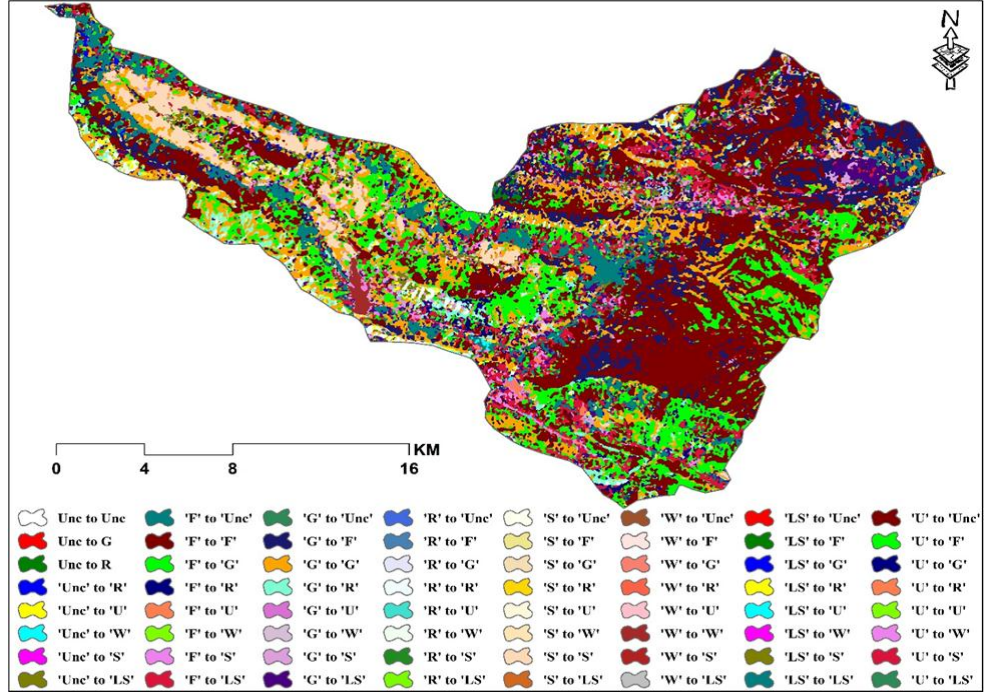 N
KM
0 4 8 16
Unc to Unc 'F' to 'Unc' 'G' to 'Unc' 'R' to 'Unc' 'S' to 'Unc 'W' to 'Unc 'LS' to 'Unc 'U' to 'Unc'
Unc to G 'F' to 'F' 'G' to 'F' 'R' to 'F' 'S' to 'F' 'W' to 'F' 'LS' to 'F' 'U' to 'F'
Unc to R 'F' to 'G' 'G' to 'G' 'R' to 'G' 'S' to 'G' 'W' to 'G' 'LS' to 'G' 'U' to 'G'
'Unc' to 'R' 'F' to 'R' 'G' to 'R' 'R' to 'R' 'S' to 'R' 'W' to 'R' 'LS' to 'R' 'U' to 'R'
'Unc' to 'U' 'F' to 'U' 'G' to 'U' 'R' to 'U' 'S' to 'U' 'W' to 'U' 'LS' to 'U' 'U' to 'U'
'Unc' to 'W' 'F' to 'W' 'G' to 'W' 'R' to 'W' 'S' to 'W' 'W' to 'W' 'LS' to 'W' 'U' to 'W'
'Unc' to 'S' 'F' to 'S' 'G' to 'S' 'R' to 'S' 'S' to 'S' 'W' to 'S' 'LS' to 'S' 'U' to 'S'
'Unc' to 'LS' 'F' to 'LS' 'G' to 'LS' 'R' to 'LS' 'S' to 'LS' 'W' to 'LS' 'LS' to 'LS' 'U' to 'LS'